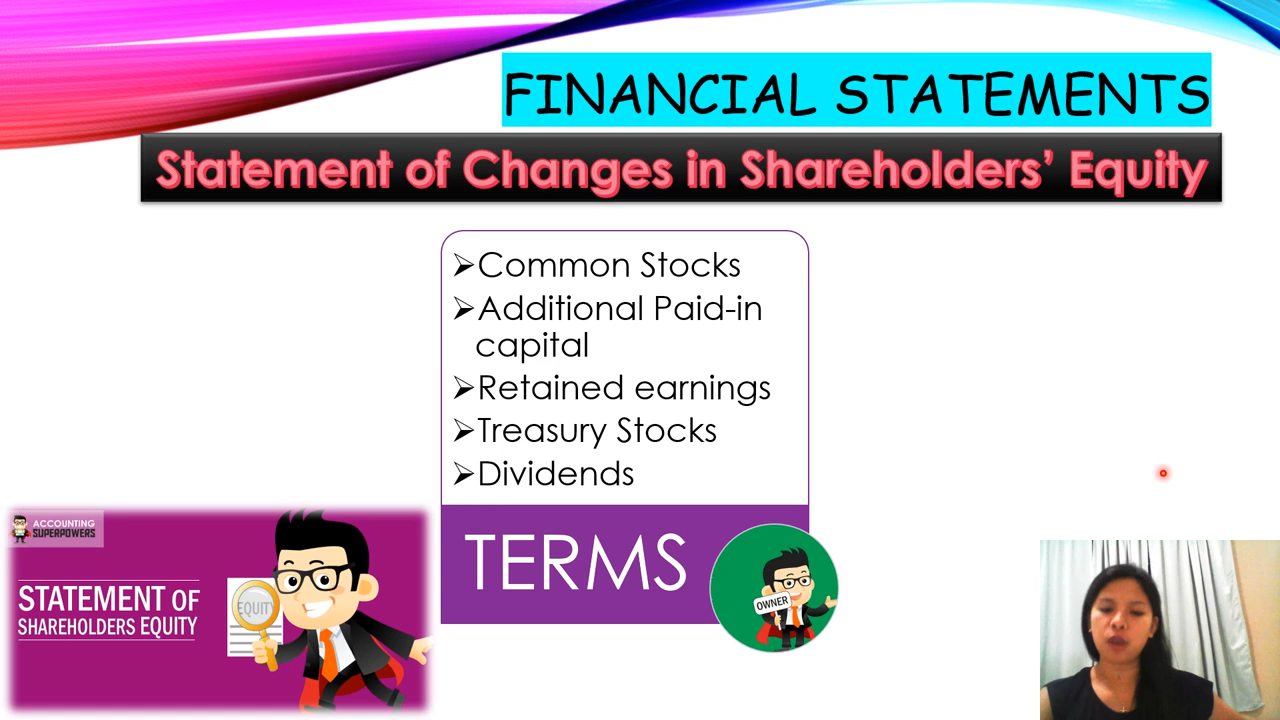 FINANCIAL STATEMENTS
Statement of Changes in Shareholders’ Equity
➢Common Stocks
➢Additional Paid-in
capital
➢Retained earnings
➢Treasury Stocks
➢Dividends
TERMS
OWNER
ACCOUNTING
SUPERPOWERS
STATEMENT OF
SHAREHOLDERS EQUITY
EQUITY